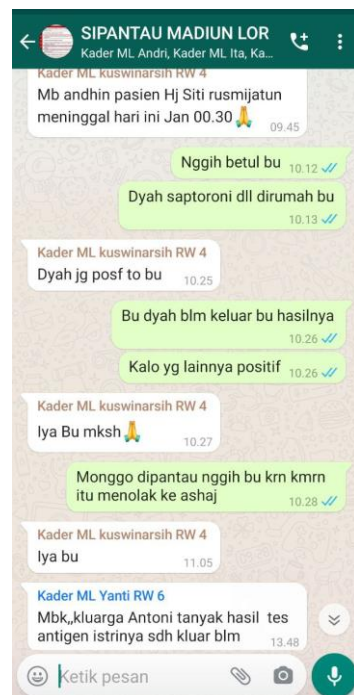 SIPANTAU MADIUN LOR
Kader ML Andri, Kader ML Ita, Ka...
Kader ML kuswinarsih RW 4
Mb andhin pasien Hj Siti rusmijatun
meninggal hari ini Jan 00.30🙏
09.45
Nggih betul bu 10.12
Dyah saptoroni dll dirumah bu
10.13
Kader ML kuswinarsih RW 4
Dyah jg posf to bu 10.25
Bu dyah blm keluar bu hasilnya
10.26
Kalo yg lainnya positif 10.26
Kader ML kuswinarsih RW 4
Iya Bu mksh🙏 10.27
Monggo dipantau nggih bu krn kmrn
itu menolak ke ashaj 10.28
Kader ML kuswinarsih RW 4
Iya bu 11.05
Kader ML Yanti RW 6
Mbk,,kluarga Antoni tanyak hasil tes
antigen istrinya sdh kluar blm 13.48
Ketik pesan